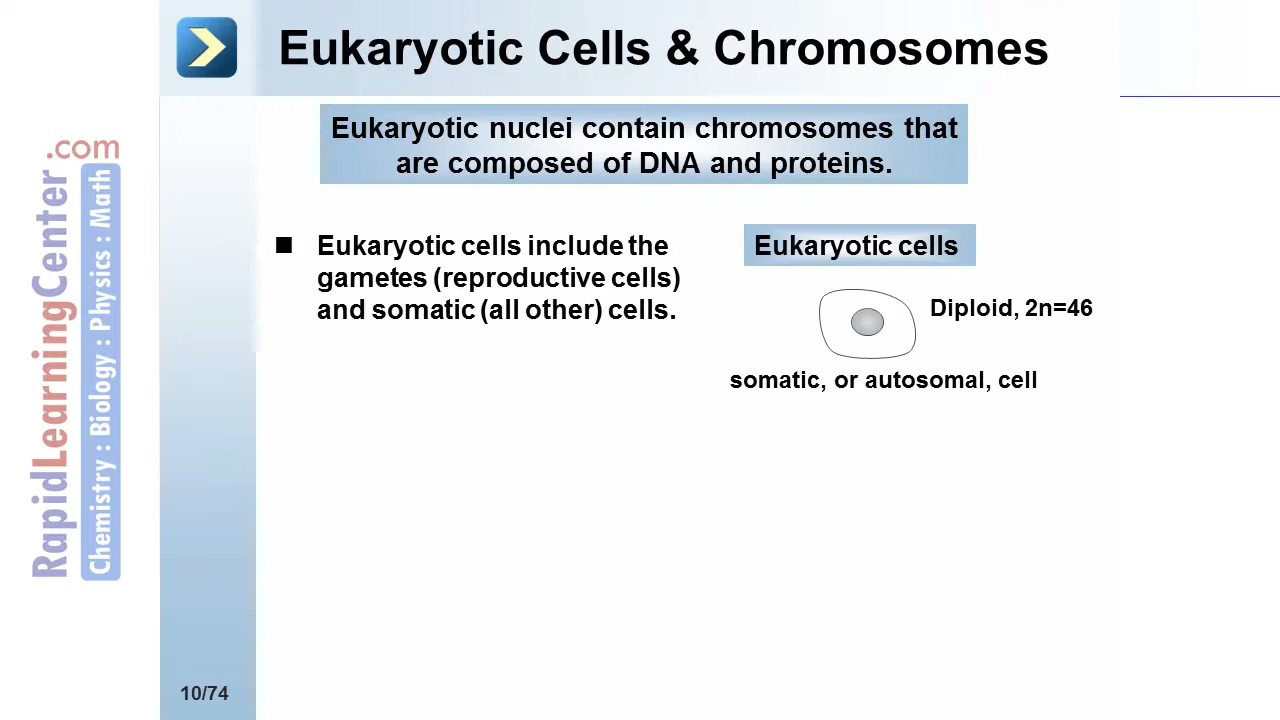 Eukaryotic Cells & Chromosomes
Eukaryotic nuclei contain chromosomes that
are composed of DNA and proteins.
Eukaryotic cells include the
gametes (reproductive cells)
and somatic (all other) cells.
Eukaryotic cells
Diploid, 2n=46
somatic, or autosomal, cell
RapidLearningCenter.com
Chemistry : Biology : Physics : Math
10/74